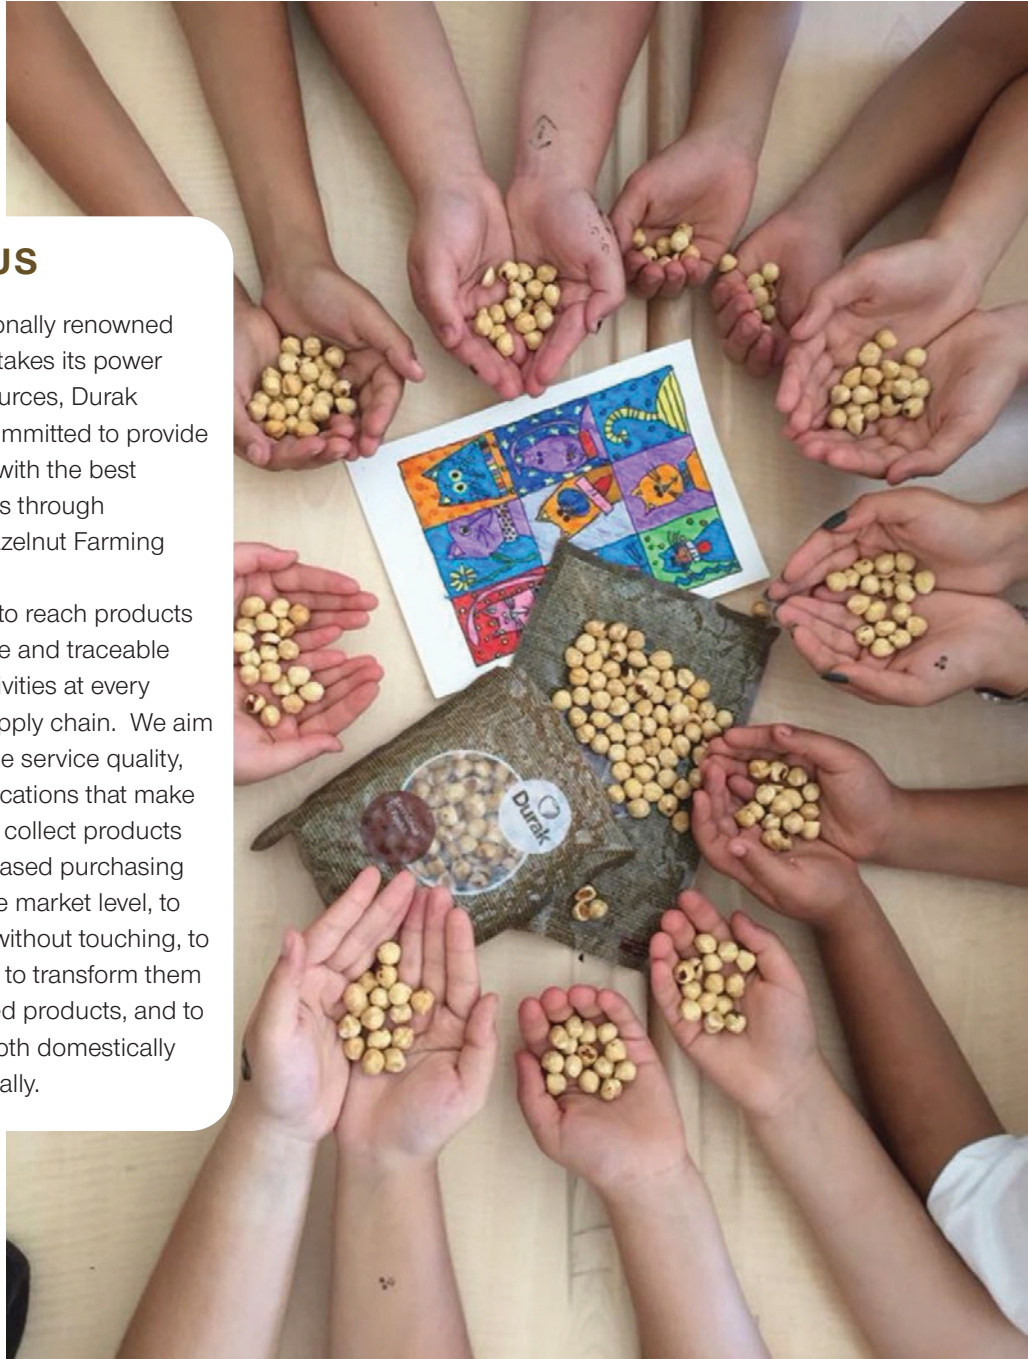 US
onally renowned
takes its power
urces, Durak
mmitted to provide
with the best
s through
zelnut Farming
to reach products
e and traceable
ivities at every
pply chain. We aim
e service quality,
cations that make
collect products
ased purchasing
e market level, to
without touching, to
to transform them
ed products, and to
oth domestically
ally.
Durak